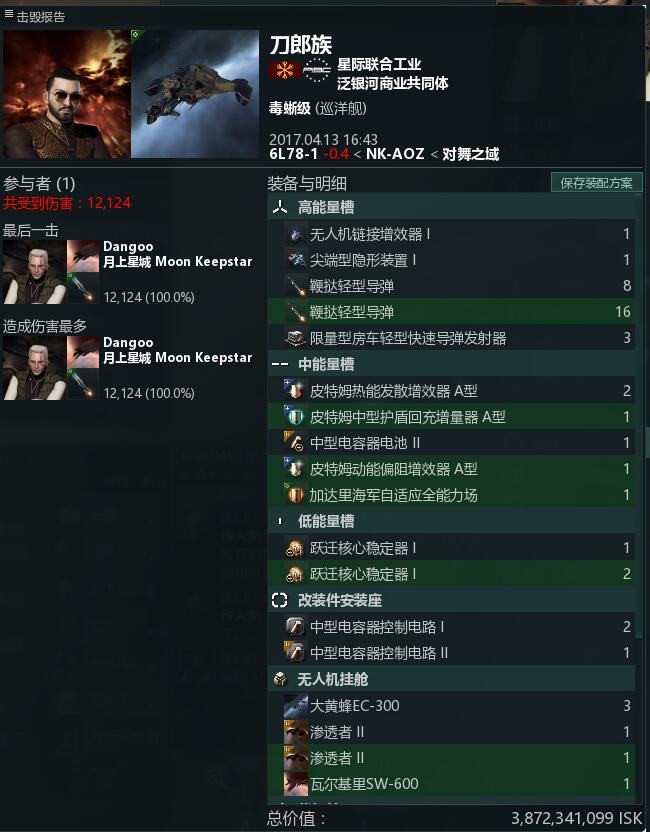 击毁报告
刀郎族
星际联合工业
泛银河商业共同体
毒蜥级 (巡洋舰)
2017.04.13 16:43
6L78-1 -0.4 < NK-AOZ < 对舞之域
参与者 (1)
共受到伤害：12,124
最后一击
Dangoo
月上星城 Moon Keepstar
12,124 (100.0%)
造成伤害最多
Dangoo
月上星城 Moon Keepstar
12,124 (100.0%)
装备与明细
保存装配方案
高能量槽
无人机链接增效器 I 1
尖端型隐形装置 I 1
鞭挞轻型导弹 8
鞭挞轻型导弹 16
限量型房车轻型快速导弹发射器 3
中能量槽
皮特姆热能发散增效器 A型 2
皮特姆中型护盾回充增量器 A型 1
中型电容器电池 II 1
皮特姆动能偏阻增效器 A型 1
加达里海军自适应全能力场 1
低能量槽
跃迁核心稳定器 I 1
跃迁核心稳定器 I 2
改装件安装座
中型电容器控制电路 I 2
中型电容器控制电路 II 1
无人机挂舱
大黄蜂EC-300 3
渗透者 II 1
渗透者 II 1
瓦尔基里SW-600 1
总价值： 3,872,341,099 ISK